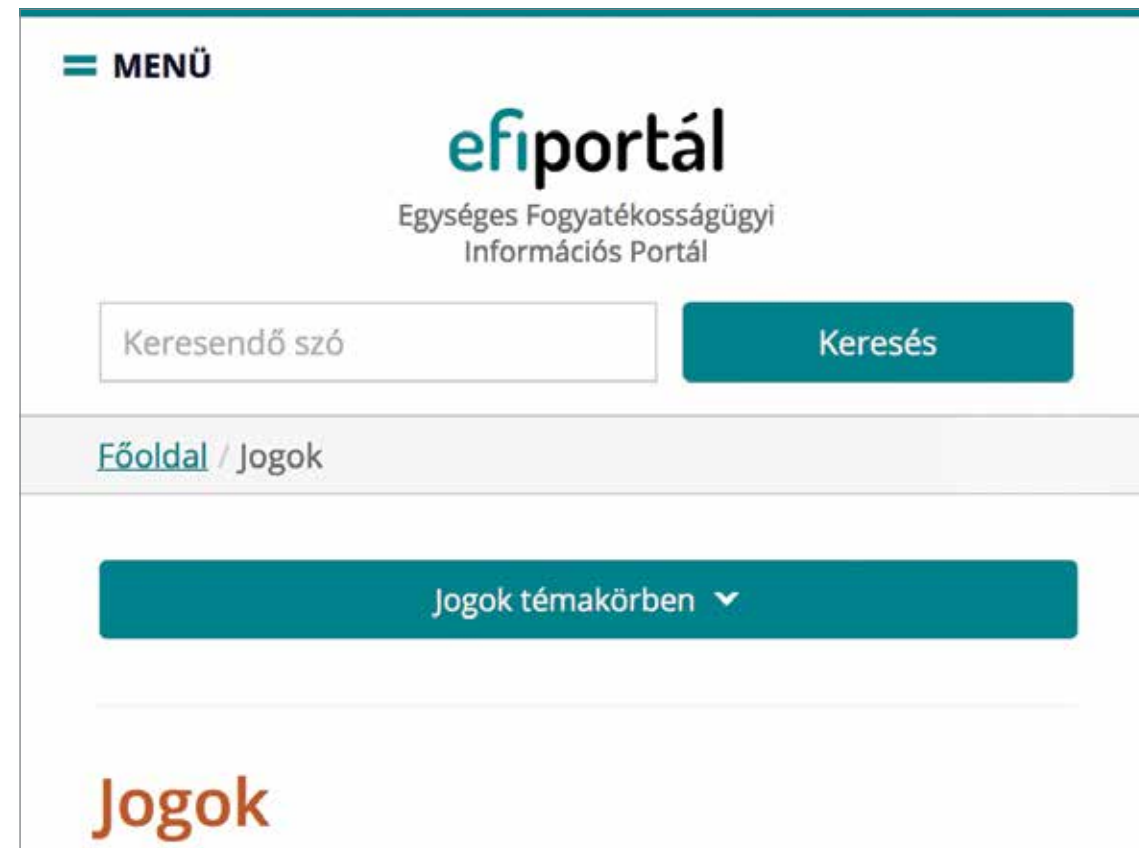 MENÜ
efiportál
Egységes Fogyatékosságügyi
Információs Portál
Keresendő szó
Keresés
Főoldal / Jogok
Jogok témakörben
Jogok